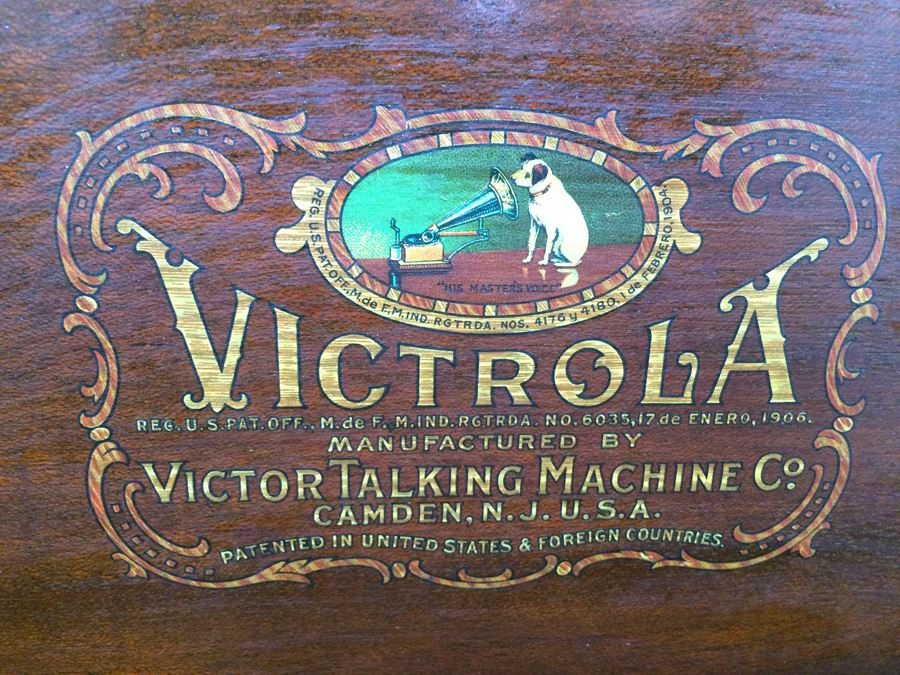 REG. U.S. PAT. OFF., M. de F., M. IND. RGTRDA. NOS. 4176 y 4180, 1 de FEBRERO, 1904.
"HIS MASTER'S VOICE"
VICTROLA
REG. U.S. PAT. OFF., M. de F., M. IND. RGTRDA. NO. 6035, 17 de ENERO, 1906.
MANUFACTURED BY
VICTOR TALKING MACHINE CO.
CAMDEN, N.J. U.S.A.
PATENTED IN UNITED STATES & FOREIGN COUNTRIES.